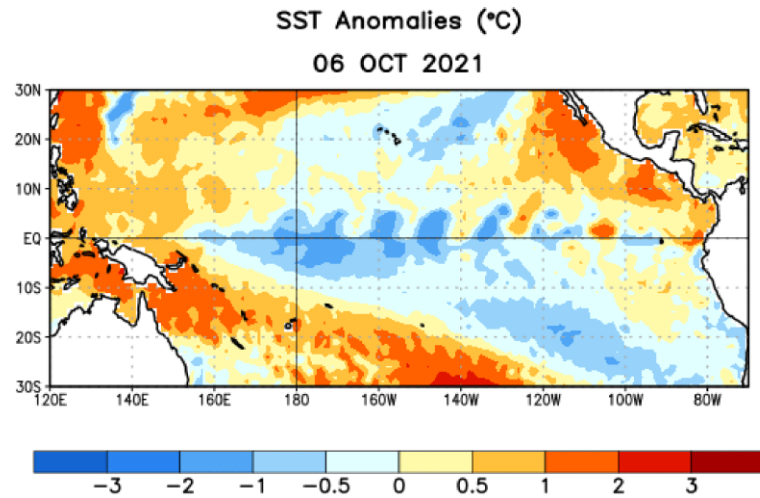 SST Anomalies (°C)
06 OCT 2021
30N
20N
10N
EQ
10S
20S
30S
120E 140E 160E 180 160W 140W 120W 100W 80W
-3 -2 -1 -0.5 0 0.5 1 2 3